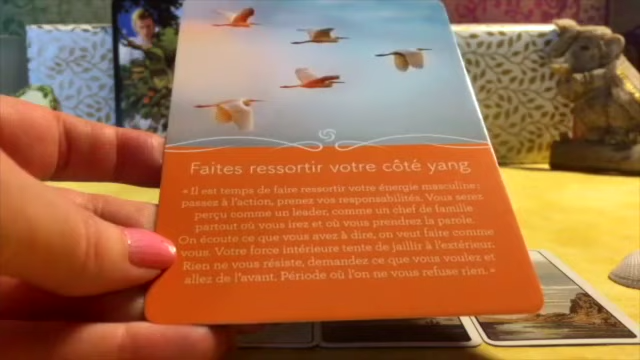 Faites ressortir votre côté yang
« Il est temps de faire ressortir votre énergie masculine :
passez à l'action, prenez vos responsabilités. Vous serez
perçu comme un leader, comme un chef de famille
partout où vous irez et où vous prendrez la parole.
On écoute ce que vous avez à dire, on veut faire comme
vous. Votre force intérieure tente de jaillir à l'extérieur.
Rien ne vous résiste, demandez ce que vous voulez et
allez de l'avant. Période où l'on ne vous refuse rien. »